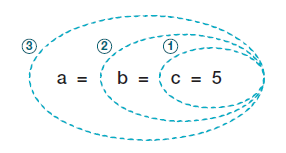 ③ ② ①
a = b = c = 5